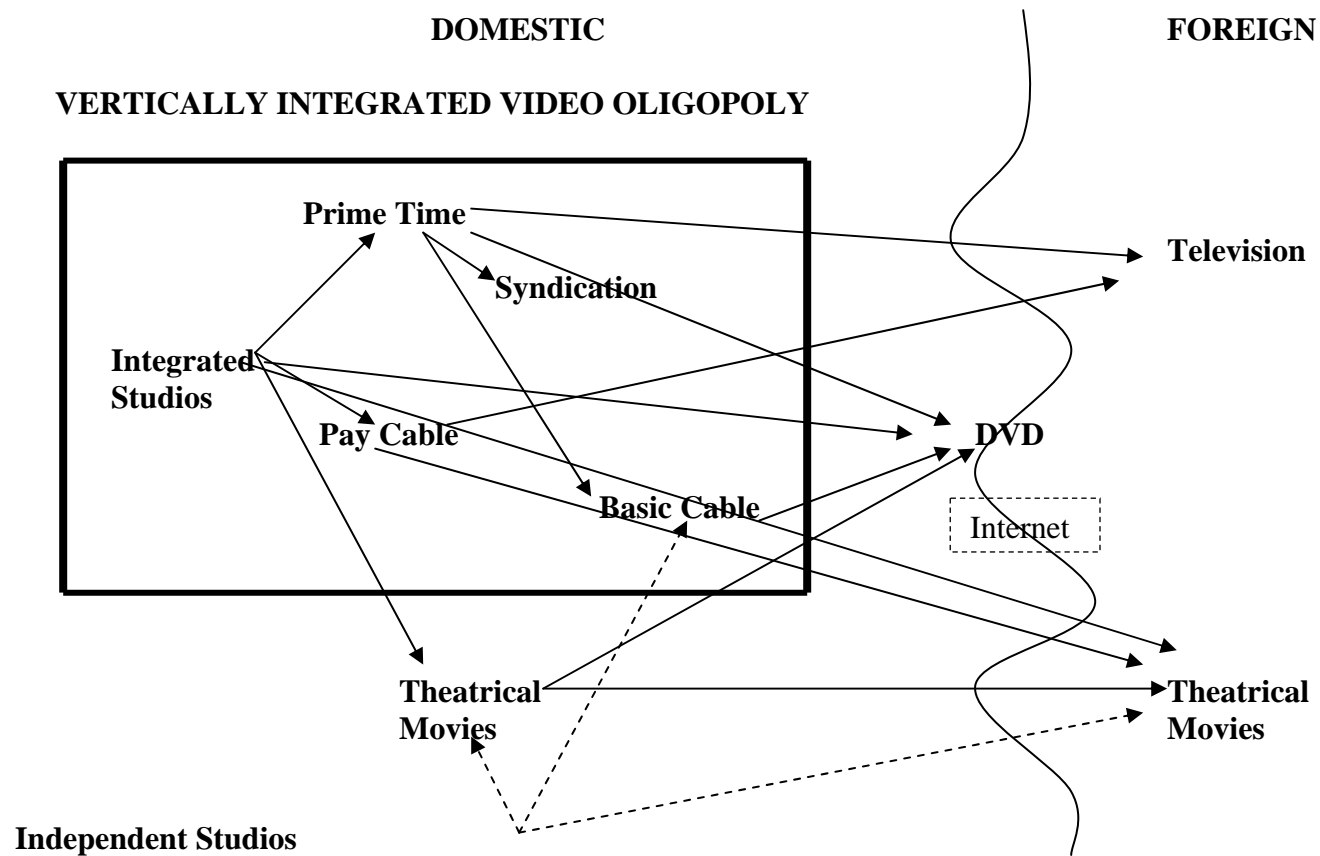 DOMESTIC
FOREIGN
VERTICALLY INTEGRATED VIDEO OLIGOPOLY
Prime Time
Television
Syndication
Integrated
Studios
Pay Cable
DVD
Basic Cable
Internet
Theatrical
Movies
Theatrical
Movies
Independent Studios